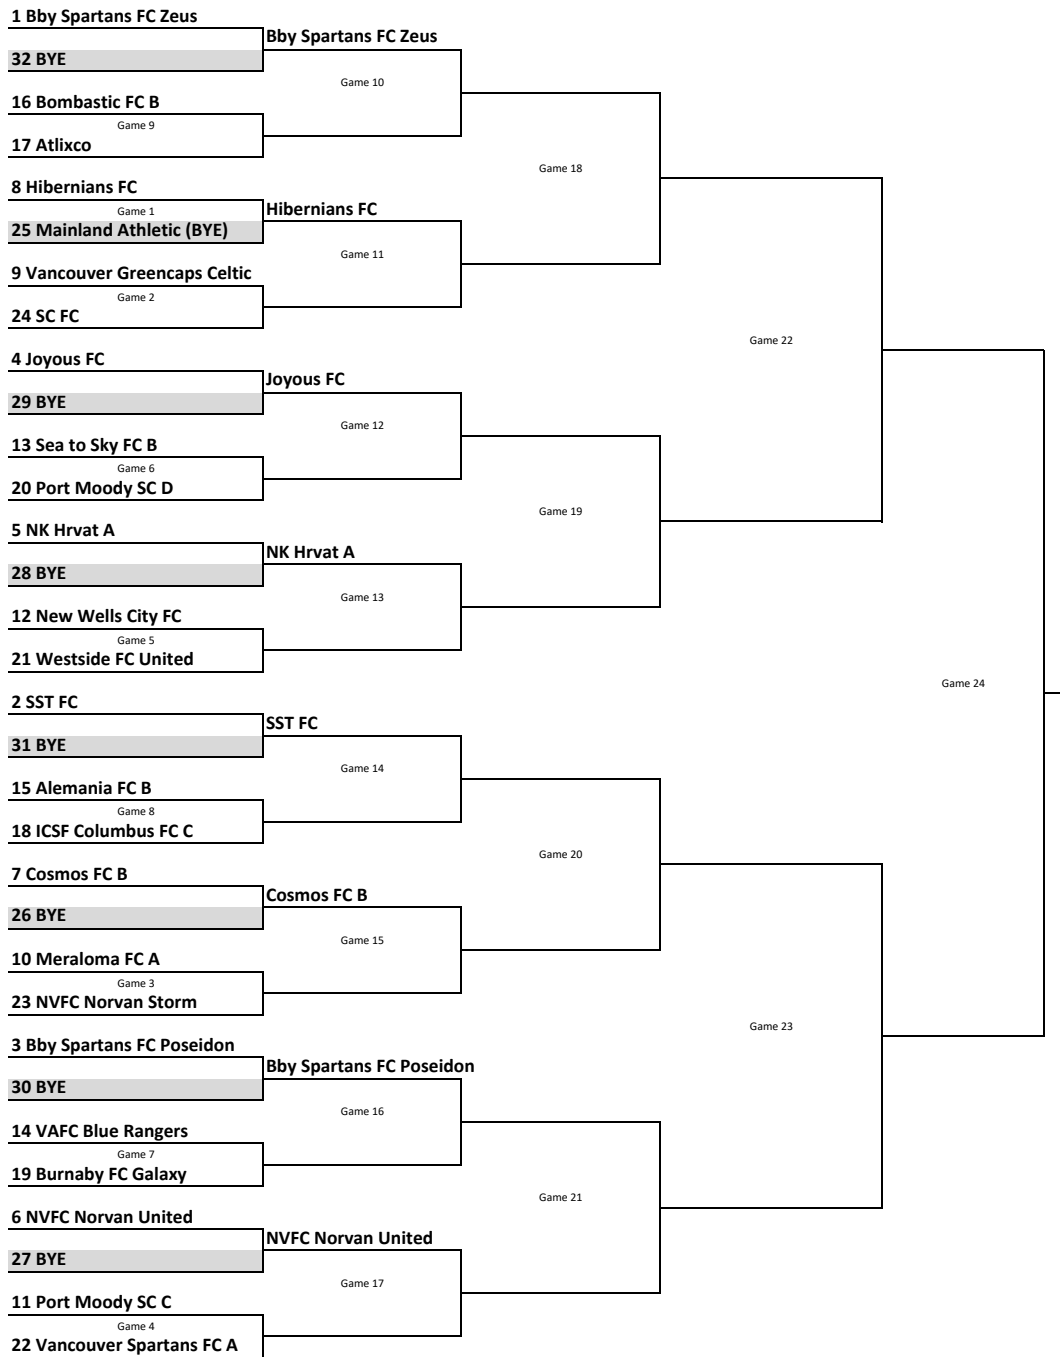 1 Bby Spartans FC Zeus
Bby Spartans FC Zeus
32 BYE
Game 10
16 Bombastic FC B
Game 9
17 Atlixco
Game 18
8 Hibernians FC
Game 1
Hibernians FC
25 Mainland Athletic (BYE)
Game 11
9 Vancouver Greencaps Celtic
Game 2
24 SC FC
Game 22
4 Joyous FC
Joyous FC
29 BYE
Game 12
13 Sea to Sky FC B
Game 6
20 Port Moody SC D
Game 19
5 NK Hrvat A
NK Hrvat A
28 BYE
Game 13
12 New Wells City FC
Game 5
21 Westside FC United
Game 24
2 SST FC
SST FC
31 BYE
Game 14
15 Alemania FC B
Game 8
18 ICSF Columbus FC C
Game 20
7 Cosmos FC B
Cosmos FC B
26 BYE
Game 15
10 Meraloma FC A
Game 3
23 NVFC Norvan Storm
Game 23
3 Bby Spartans FC Poseidon
Bby Spartans FC Poseidon
30 BYE
Game 16
14 VAFC Blue Rangers
Game 7
19 Burnaby FC Galaxy
Game 21
6 NVFC Norvan United
NVFC Norvan United
27 BYE
Game 17
11 Port Moody SC C
Game 4
22 Vancouver Spartans FC A